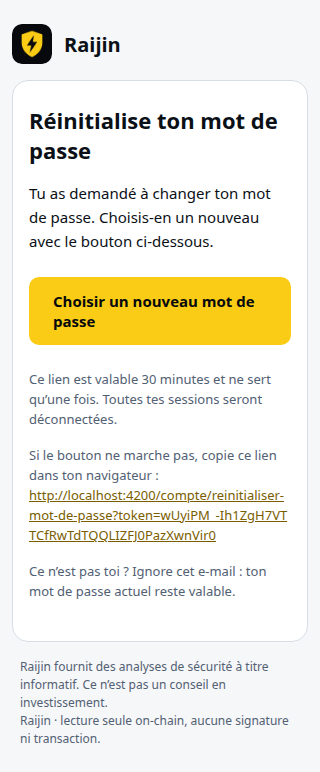 Raijin
Réinitialise ton mot de
passe
Tu as demandé à changer ton mot
de passe. Choisis-en un nouveau
avec le bouton ci-dessous.
Choisir un nouveau mot de
passe
Ce lien est valable 30 minutes et ne sert
qu’une fois. Toutes tes sessions seront
déconnectées.
Si le bouton ne marche pas, copie ce lien
dans ton navigateur :
http://localhost:4200/compte/reinitialiser-
mot-de-passe?token=wUyiPM_-Ih1ZgH7VT
TCfRwTdTQQLIZFJ0PazXwnVir0
Ce n’est pas toi ? Ignore cet e-mail : ton
mot de passe actuel reste valable.
Raijin fournit des analyses de sécurité à titre
informatif. Ce n’est pas un conseil en
investissement.
Raijin · lecture seule on-chain, aucune signature
ni transaction.